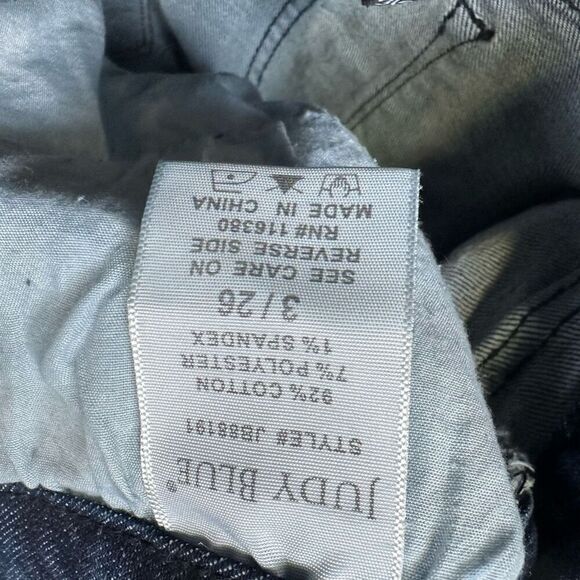 JUDY BLUE®
STYLE# JB88191
92% COTTON
7% POLYESTER
1% SPANDEX
3 / 26
SEE CARE ON
REVERSE SIDE
RN# 116380
MADE IN CHINA